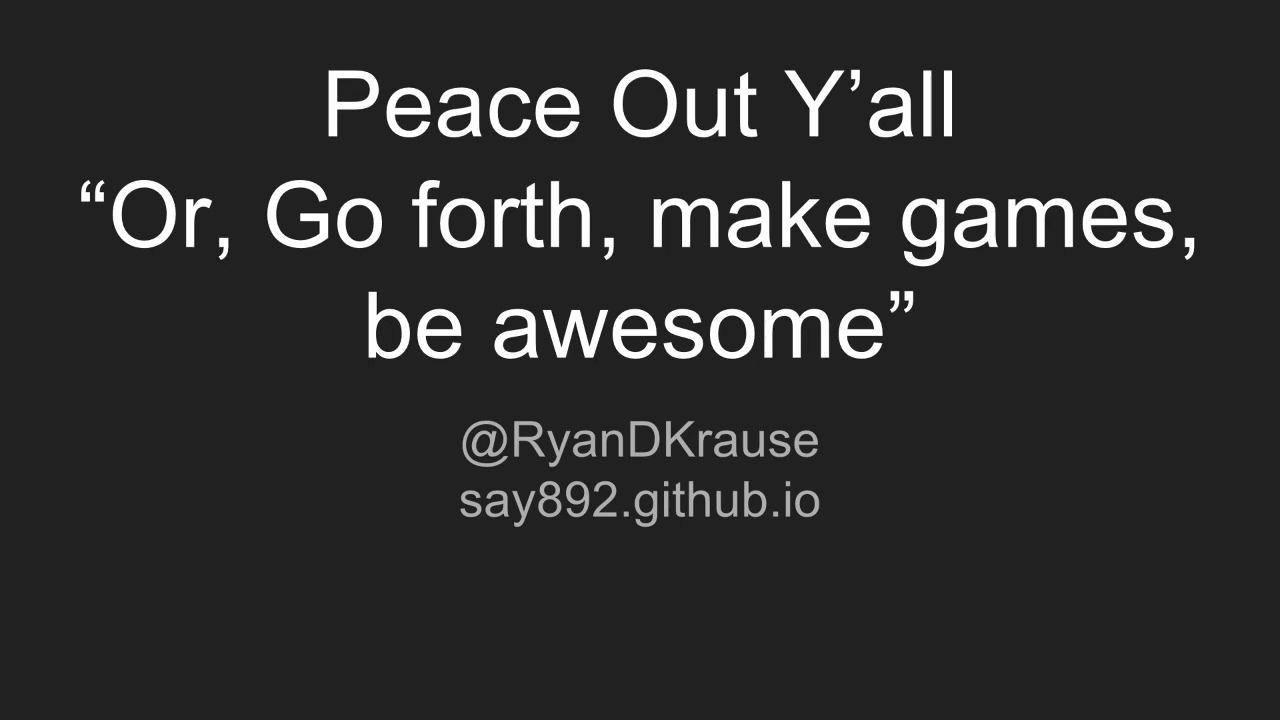 Peace Out Y’all
“Or, Go forth, make games,
be awesome”
@RyanDKrause
say892.github.io